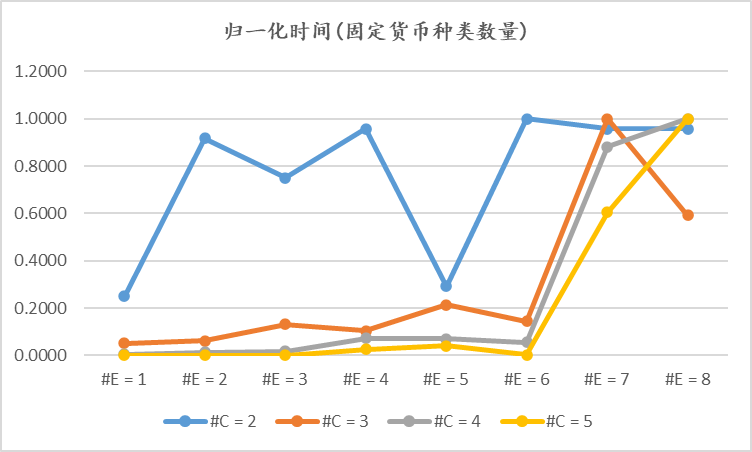 归一化时间(固定货币种类数量)
1.2000
1.0000
0.8000
0.6000
0.4000
0.2000
0.0000
#E = 1 #E = 2 #E = 3 #E = 4 #E = 5 #E = 6 #E = 7 #E = 8
#C = 2 #C = 3 #C = 4 #C = 5